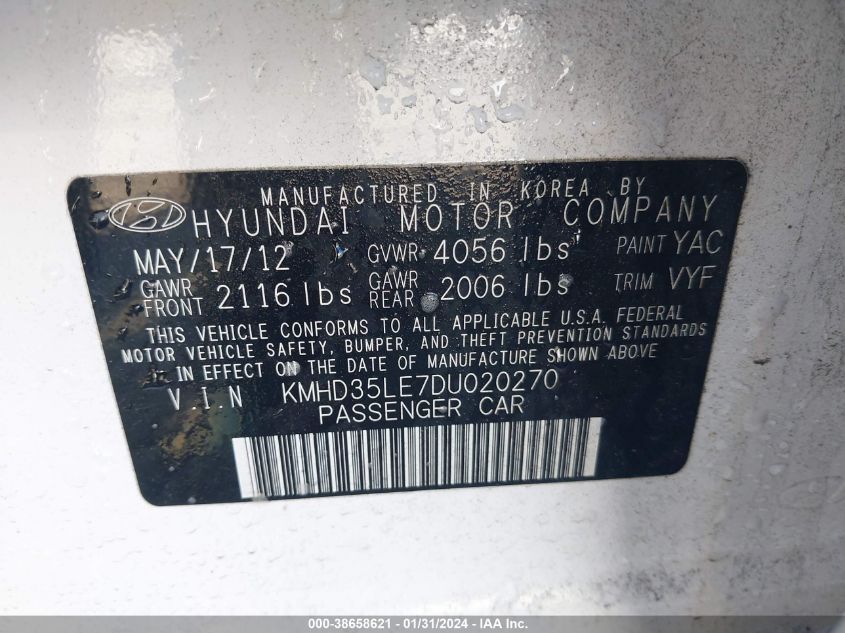 MANUFACTURED IN KOREA BY
HYUNDAI MOTOR COMPANY
MAY/17/12 GVWR 4056 lbs PAINT YAC
GAWR FRONT 2116 lbs GAWR REAR 2006 lbs TRIM VYF
THIS VEHICLE CONFORMS TO ALL APPLICABLE U.S.A. FEDERAL
MOTOR VEHICLE SAFETY, BUMPER, AND THEFT PREVENTION STANDARDS
IN EFFECT ON THE DATE OF MANUFACTURE SHOWN ABOVE
V I N KMHD35LE7DU020270
PASSENGER CAR
000-38658621 - 01/31/2024 - IAA